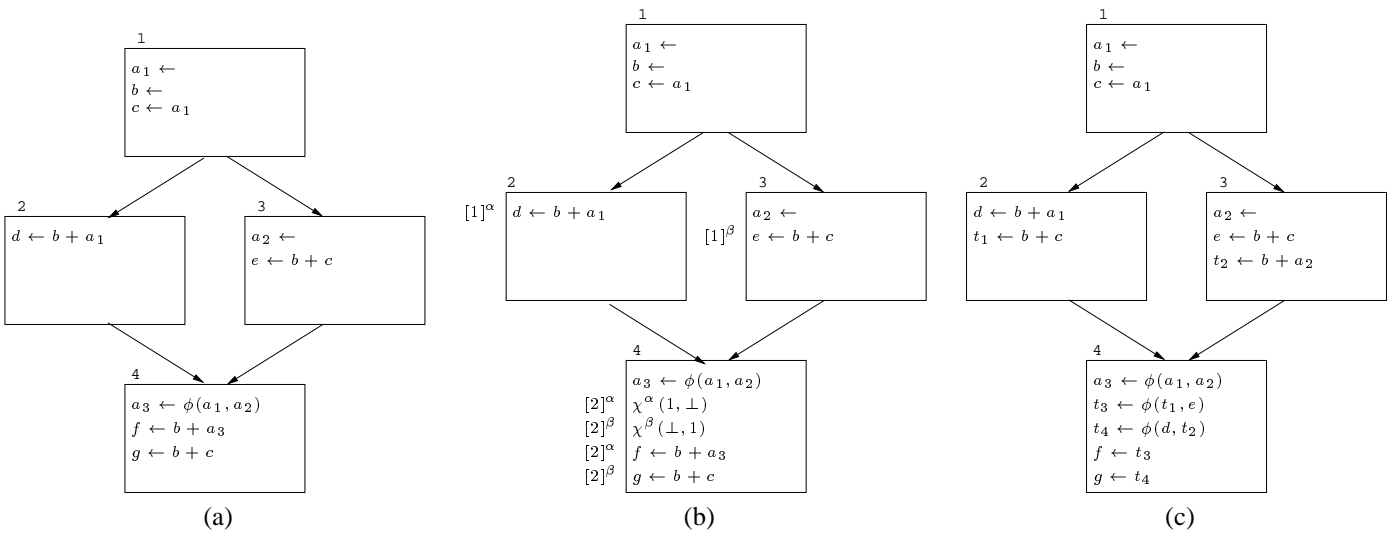 1
a₁ ←
b ←
c ← a₁
2
d ← b + a₁
3
a₂ ←
e ← b + c
4
a₃ ← ϕ(a₁, a₂)
f ← b + a₃
g ← b + c
(a)
1
a₁ ←
b ←
c ← a₁
2
[1]^α d ← b + a₁
3
a₂ ←
[1]^β e ← b + c
4
a₃ ← ϕ(a₁, a₂)
[2]^α χ^α (1, ⊥)
[2]^β χ^β (⊥, 1)
[2]^α f ← b + a₃
[2]^β g ← b + c
(b)
1
a₁ ←
b ←
c ← a₁
2
d ← b + a₁
t₁ ← b + c
3
a₂ ←
e ← b + c
t₂ ← b + a₂
4
a₃ ← ϕ(a₁, a₂)
t₃ ← ϕ(t₁, e)
t₄ ← ϕ(d, t₂)
f ← t₃
g ← t₄
(c)